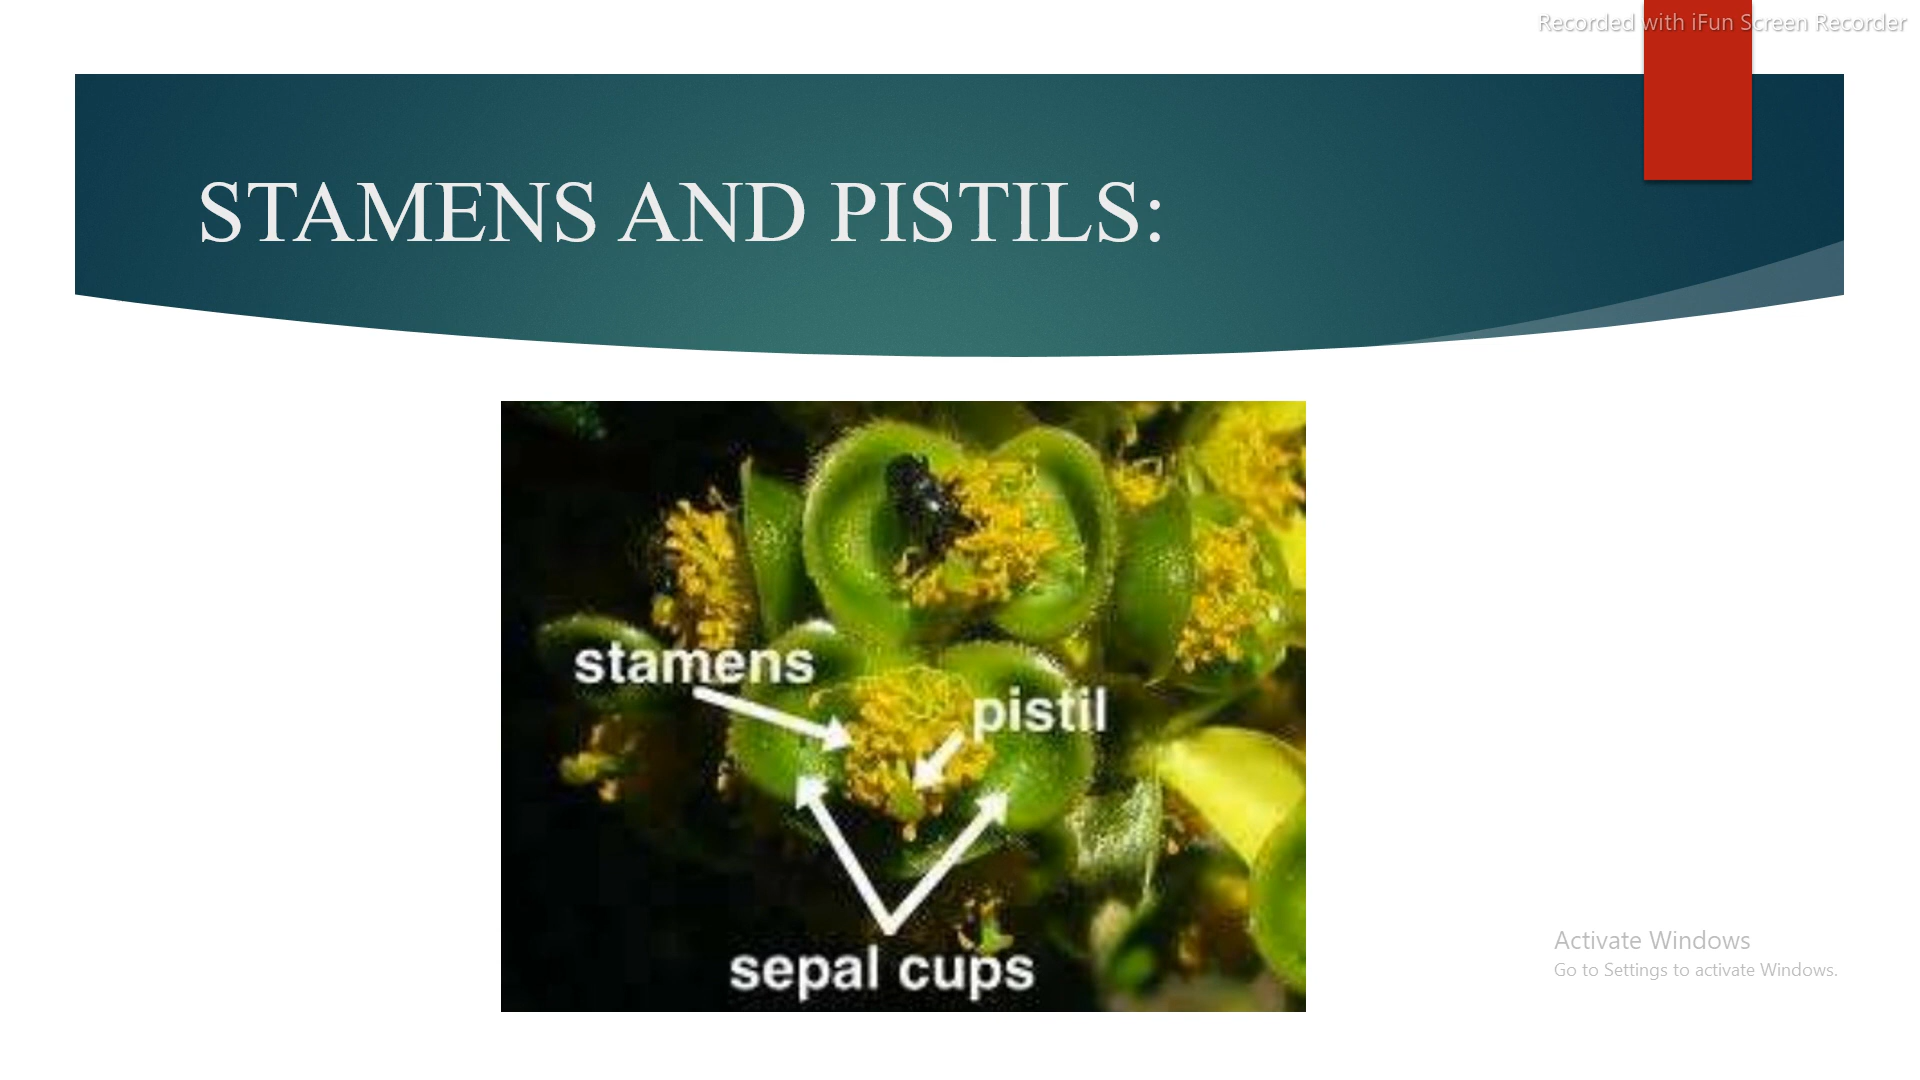 Recorded with iFun Screen Recorder
STAMENS AND PISTILS:
stamens
pistil
sepal cups
Activate Windows
Go to Settings to activate Windows.